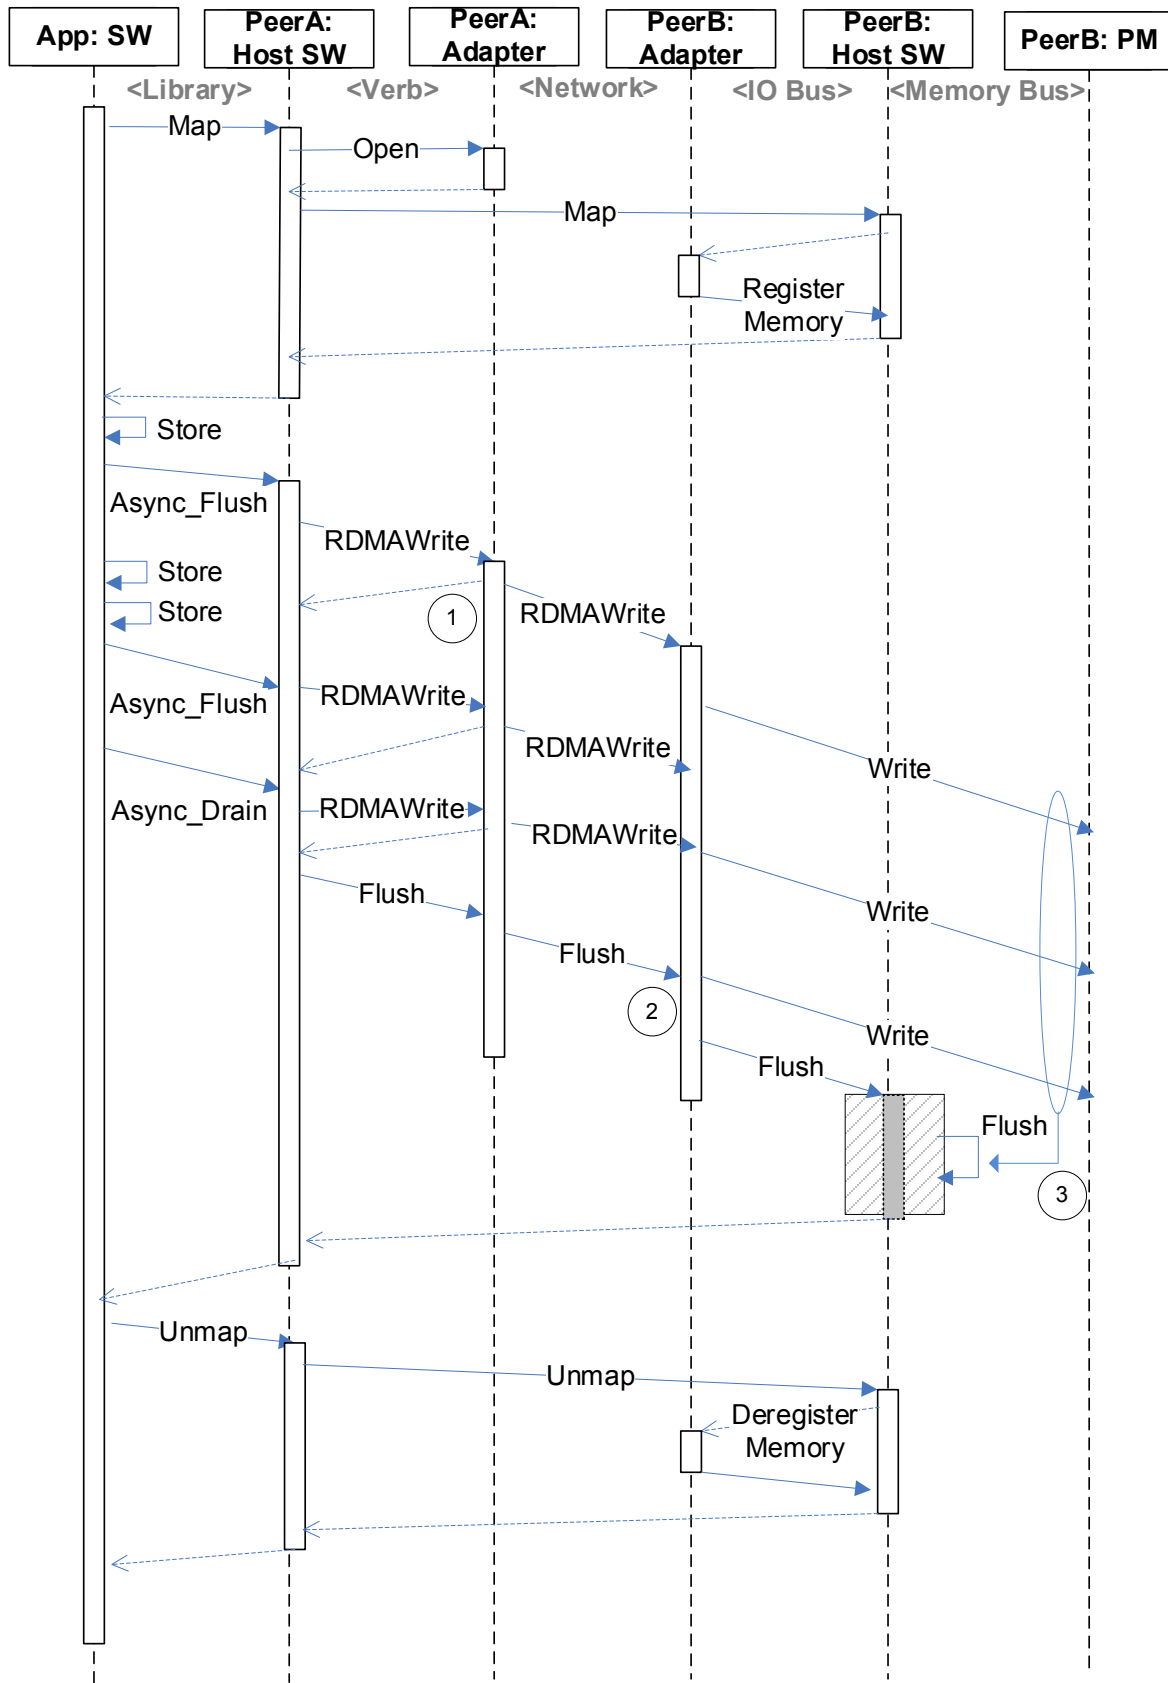 App: SW
PeerA:
Host SW
PeerA:
Adapter
PeerB:
Adapter
PeerB:
Host SW
PeerB: PM
<Library>
<Verb>
<Network>
<IO Bus>
<Memory Bus>
Map
Open
Map
Register
Memory
Store
Async_Flush
RDMAWrite
Store
Store
1
RDMAWrite
Async_Flush
RDMAWrite
RDMAWrite
Write
Async_Drain
RDMAWrite
RDMAWrite
Flush
Write
Flush
2
Write
Flush
Flush
3
Unmap
Unmap
Deregister
Memory